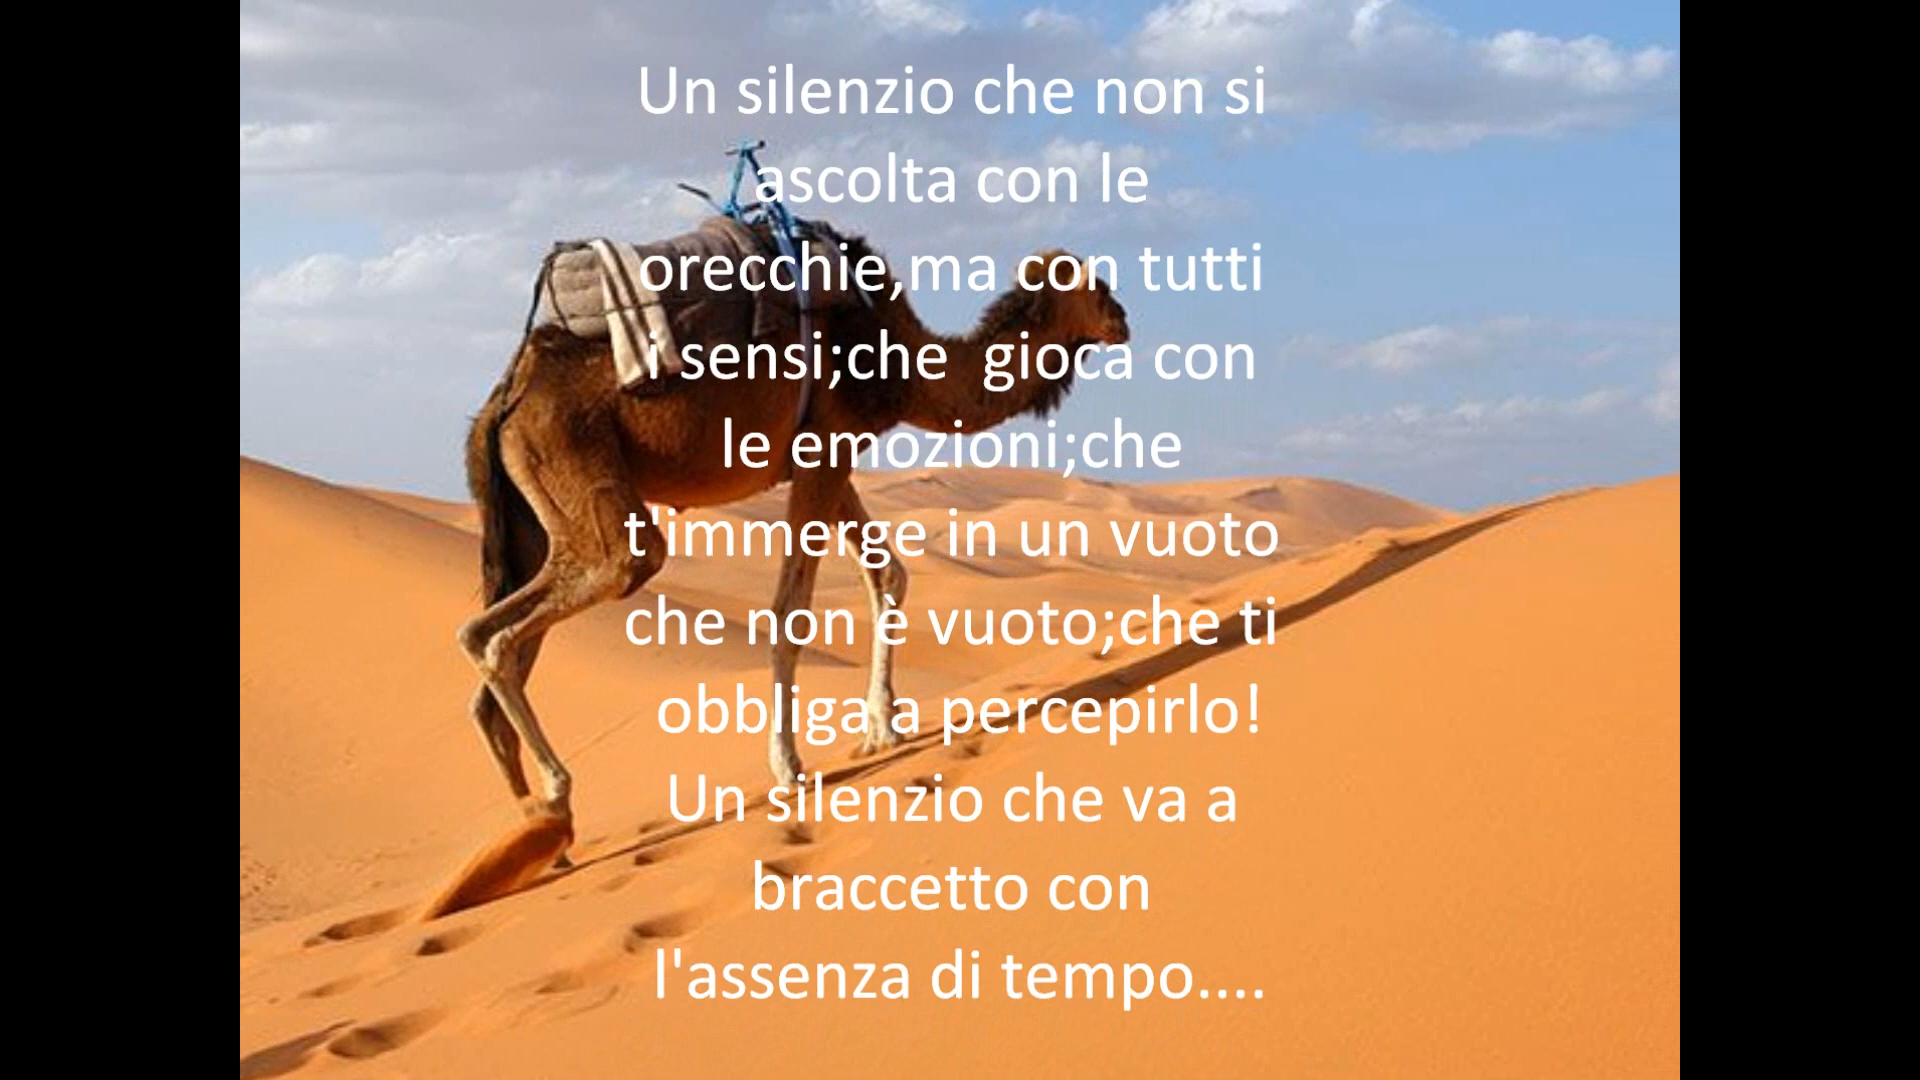 Un silenzio che non si
ascolta con le
orecchie,ma con tutti
i sensi;che  gioca con
le emozioni;che
t'immerge in un vuoto
che non è vuoto;che ti
obbliga a percepirlo!
Un silenzio che va a
braccetto con
l'assenza di tempo....